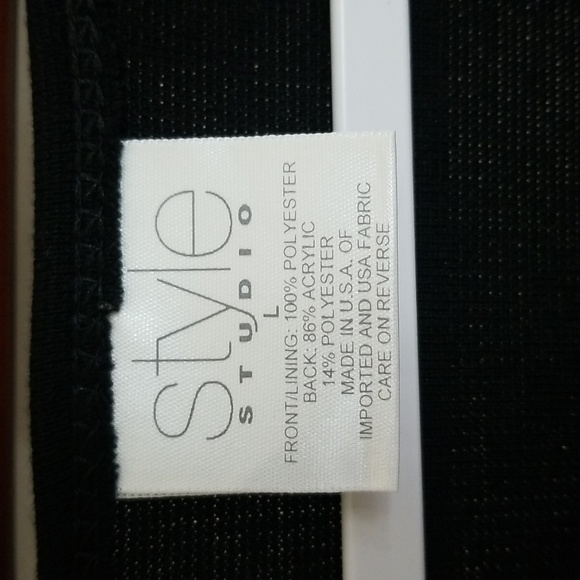 style
STUDIO
L
FRONT/LINING: 100% POLYESTER
BACK: 86% ACRYLIC
14% POLYESTER
MADE IN U.S.A. OF
IMPORTED AND USA FABRIC
CARE ON REVERSE